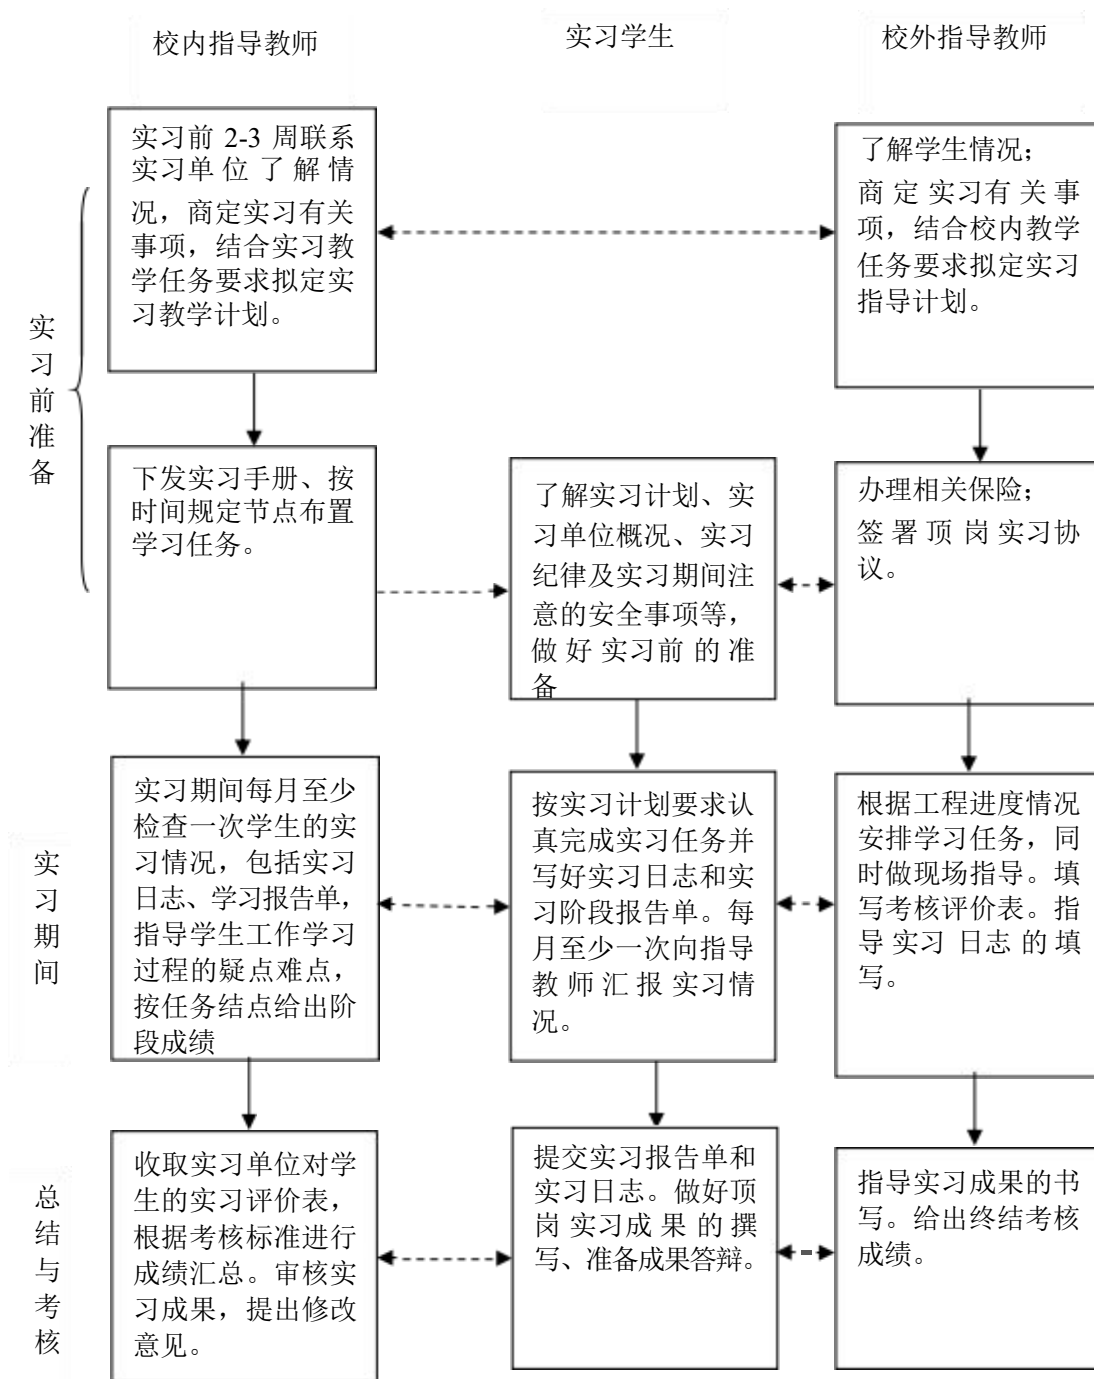 校内指导教师
实习学生
校外指导教师
实习前准备
实习前 2-3 周联系
实习单位了解情
况，商定实习有关
事项，结合实习教
学任务要求拟定实
习教学计划。
了解学生情况；
商定实习有关事
项，结合校内教学
任务要求拟定实习
指导计划。
下发实习手册、按
时间规定节点布置
学习任务。
了解实习计划、实
习单位概况、实习
纪律及实习期间注
意的安全事项等，
做好实习前的准
备
办理相关保险；
签署顶岗实习协
议。
实习期间
实习期间每月至少
检查一次学生的实
习情况，包括实习
日志、学习报告单，
指导学生工作学习
过程的疑点难点，
按任务结点给出阶
段成绩
按实习计划要求认
真完成实习任务并
写好实习日志和实
习阶段报告单。每
月至少一次向指导
教师汇报实习情
况。
根据工程进度情况
安排学习任务，同
时做现场指导。填
写考核评价表。指
导实习日志的填
写。
总结与考核
收取实习单位对学
生的实习评价表，
根据考核标准进行
成绩汇总。审核实
习成果，提出修改
意见。
提交实习报告单和
实习日志。做好顶
岗实习成果的撰
写、准备成果答辩。
指导实习成果的书
写。给出终结考核
成绩。